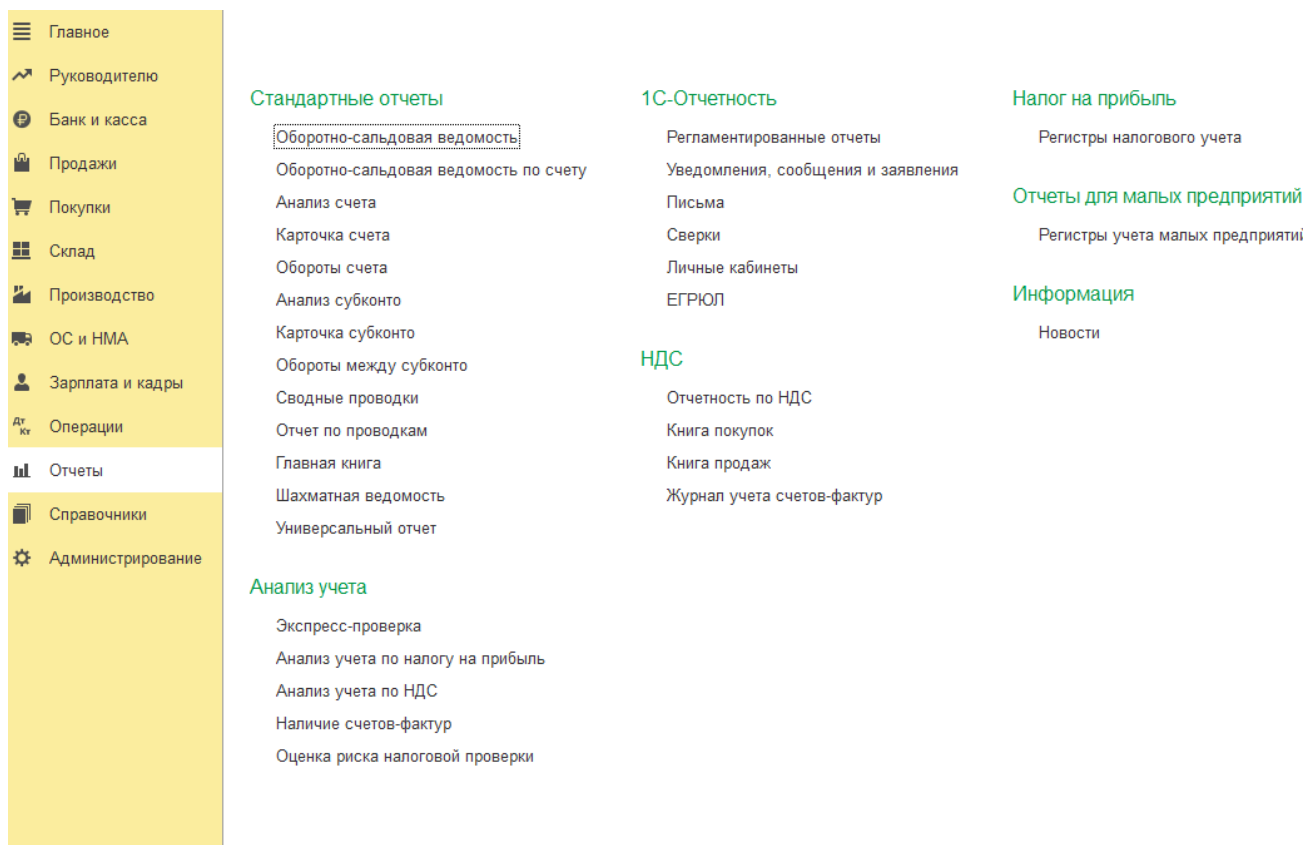 Главное
Руководителю
Банк и касса
Продажи
Покупки
Склад
Производство
ОС и НМА
Зарплата и кадры
Дт Кт Операции
Отчеты
Справочники
Администрирование
Стандартные отчеты
Оборотно-сальдовая ведомость
Оборотно-сальдовая ведомость по счету
Анализ счета
Карточка счета
Обороты счета
Анализ субконто
Карточка субконто
Обороты между субконто
Сводные проводки
Отчет по проводкам
Главная книга
Шахматная ведомость
Универсальный отчет
Анализ учета
Экспресс-проверка
Анализ учета по налогу на прибыль
Анализ учета по НДС
Наличие счетов-фактур
Оценка риска налоговой проверки
1С-Отчетность
Регламентированные отчеты
Уведомления, сообщения и заявления
Письма
Сверки
Личные кабинеты
ЕГРЮЛ
НДС
Отчетность по НДС
Книга покупок
Книга продаж
Журнал учета счетов-фактур
Налог на прибыль
Регистры налогового учета
Отчеты для малых предприятий
Регистры учета малых предприятий
Информация
Новости